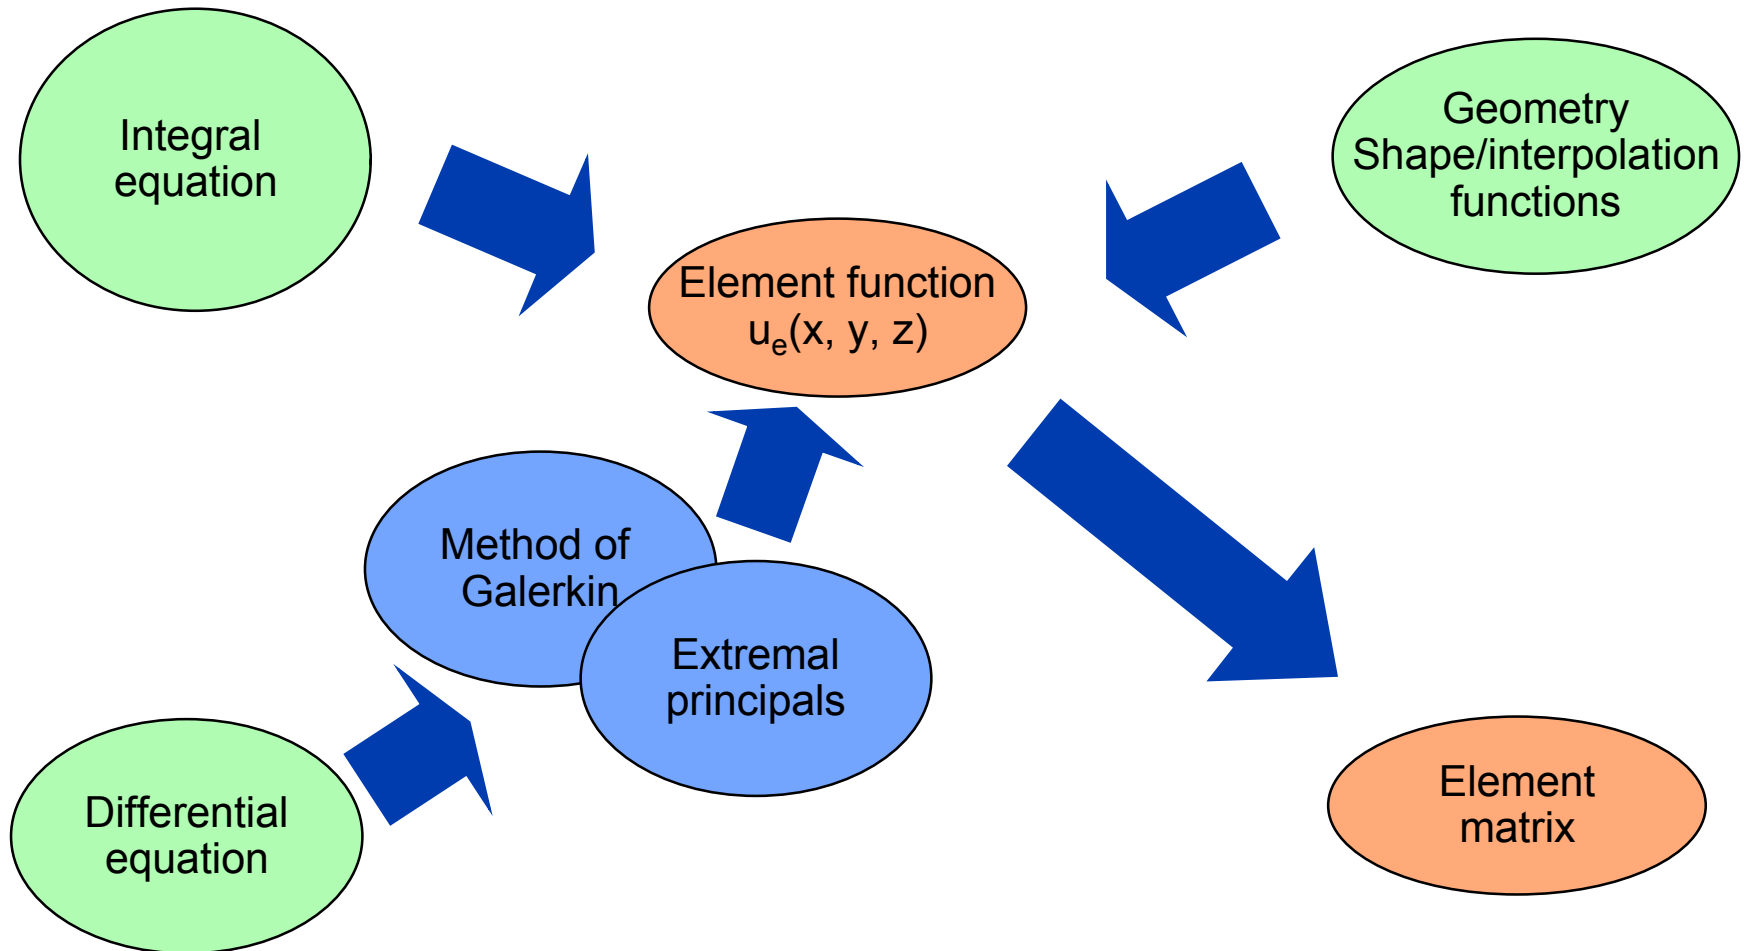 Integral
equation
Geometry
Shape/interpolation
functions
Element function
uₑ(x, y, z)
Method of
Galerkin
Extremal
principals
Differential
equation
Element
matrix